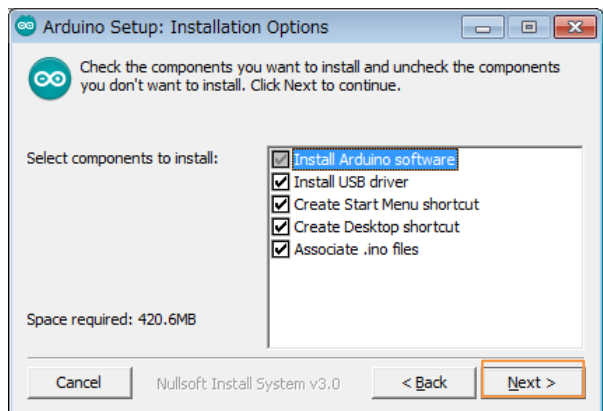 Arduino Setup: Installation Options
Check the components you want to install and uncheck the components
you don't want to install. Click Next to continue.
Select components to install:
Install Arduino software
Install USB driver
Create Start Menu shortcut
Create Desktop shortcut
Associate .ino files
Space required: 420.6MB
Cancel
Nullsoft Install System v3.0
< Back
Next >